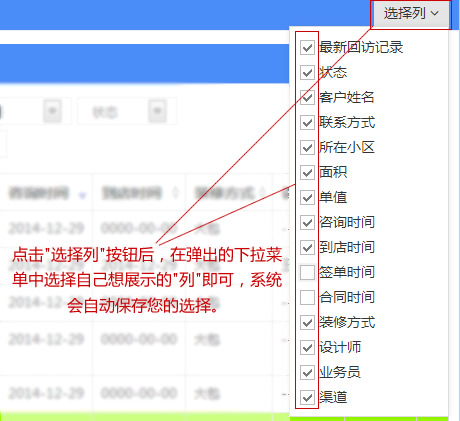 选择列
最新回访记录
状态
客户姓名
联系方式
所在小区
面积
单值
咨询时间
到店时间
签单时间
合同时间
装修方式
设计师
业务员
渠道
状态
咨询时间 到店时间 装修方式
2014-12-29 0000-00-00 大包
点击"选择列"按钮后，在弹出的下拉菜
单中选择自己想展示的"列"即可，系统
会自动保存您的选择。
2014-12-29 0000-00-00 大包
2014-12-29 0000-00-00 大包
2014-12-29 0000-00-00 大包